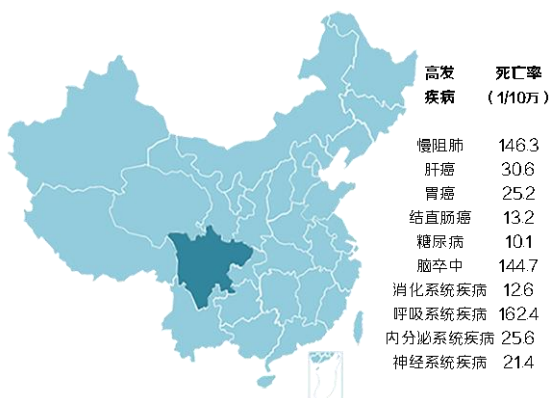 高发 死亡率
疾病 （1/10万）
慢阻肺 146.3
肝癌 30.6
胃癌 25.2
结直肠癌 13.2
糖尿病 10.1
脑卒中 144.7
消化系统疾病 12.6
呼吸系统疾病 162.4
内分泌系统疾病 25.6
神经系统疾病 21.4